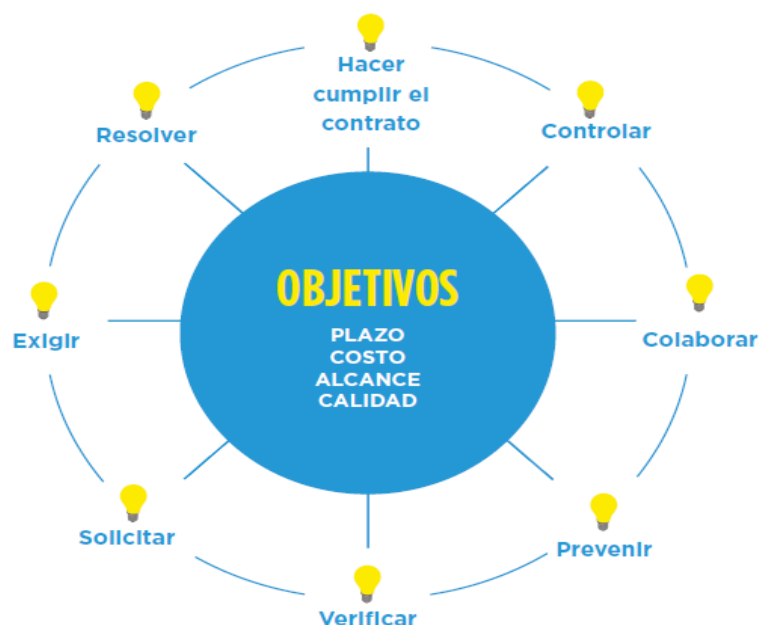 Hacer
cumplir el
contrato
Controlar
Colaborar
Prevenir
Verificar
Solicitar
Exigir
Resolver
OBJETIVOS
PLAZO
COSTO
ALCANCE
CALIDAD